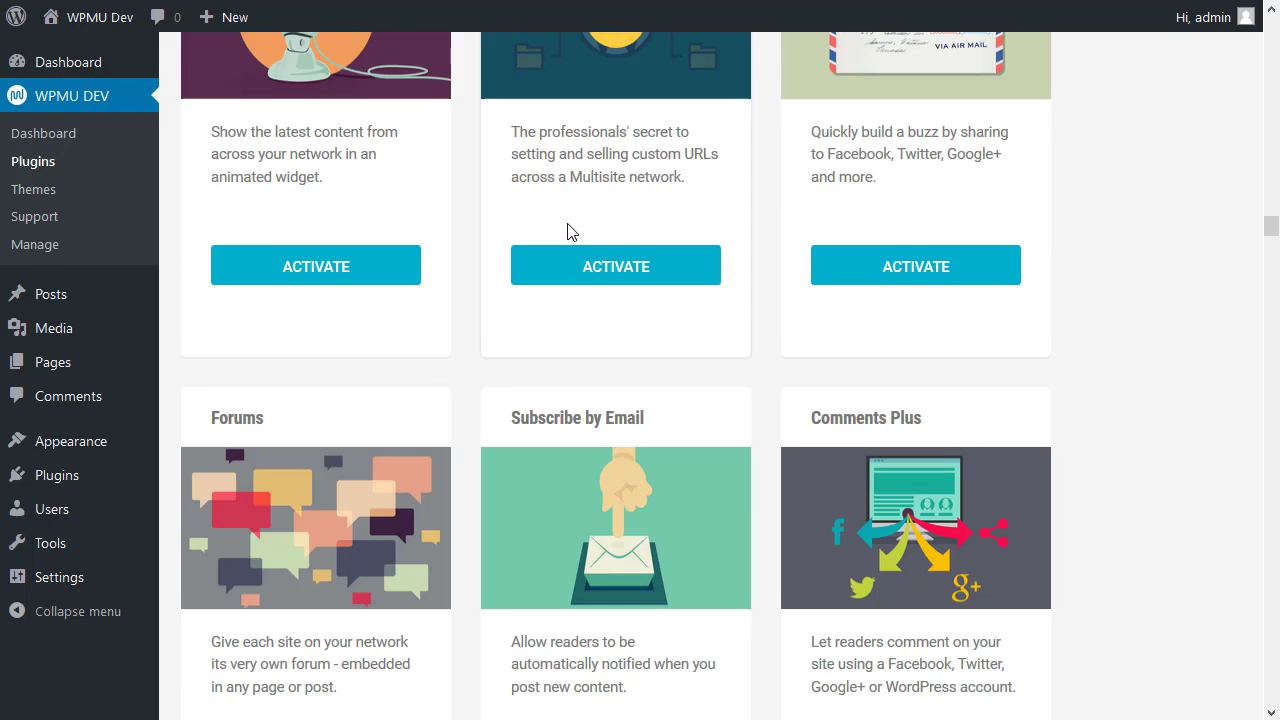 WPMU Dev
0
New
Hi, admin
Dashboard
WPMU DEV
Dashboard
Plugins
Themes
Support
Manage
Posts
Media
Pages
Comments
Appearance
Plugins
Users
Tools
Settings
Collapse menu
VIA AIR MAIL
Show the latest content from
across your network in an
animated widget.
ACTIVATE
The professionals' secret to
setting and selling custom URLs
across a Multisite network.
ACTIVATE
Quickly build a buzz by sharing
to Facebook, Twitter, Google+
and more.
ACTIVATE
Forums
Give each site on your network
its very own forum - embedded
in any page or post.
Subscribe by Email
Allow readers to be
automatically notified when you
post new content.
Comments Plus
g+
Let readers comment on your
site using a Facebook, Twitter,
Google+ or WordPress account.